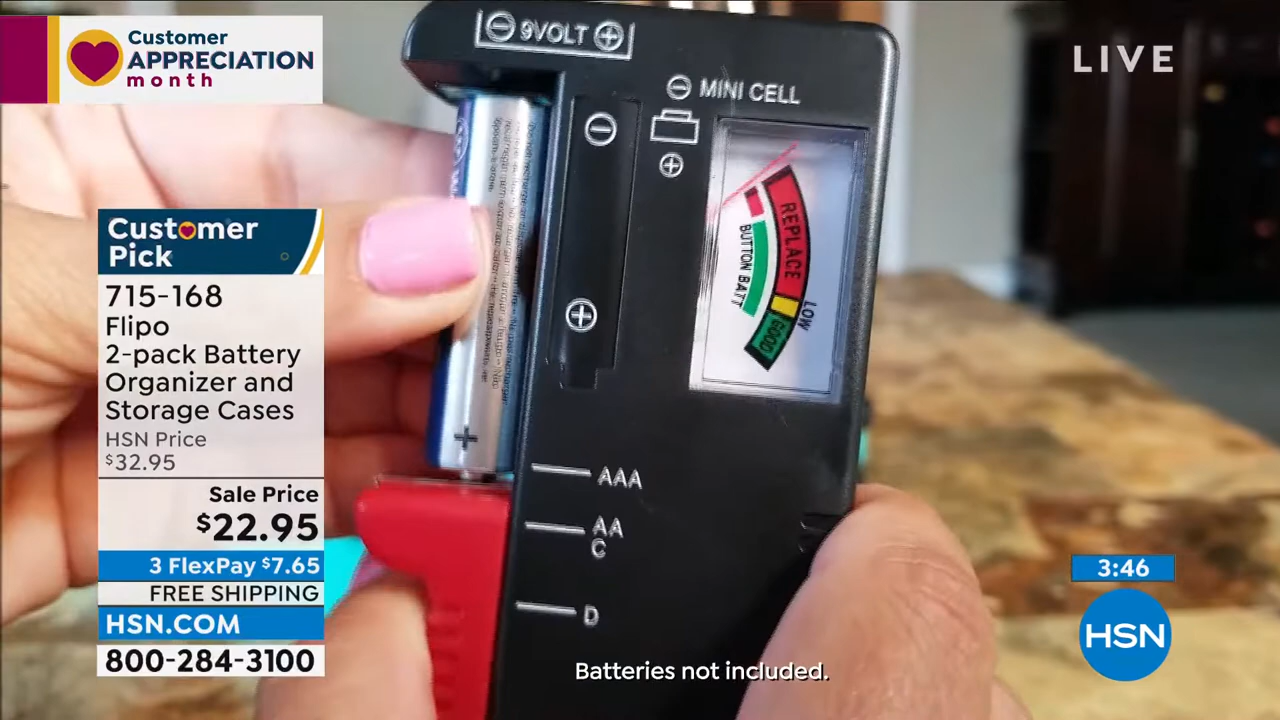 Customer
APPRECIATION
month
LIVE
Customer
Pick
715-168
Flipo
2-pack Battery
Organizer and
Storage Cases
HSN Price
$32.95
Sale Price
$22.95
3 FlexPay $7.65
FREE SHIPPING
HSN.COM
800-284-3100
9VOLT
MINI CELL
REPLACE
LOW
GOOD
BUTTON BATT
AAA
AA
C
D
Batteries not included.
3:46
HSN